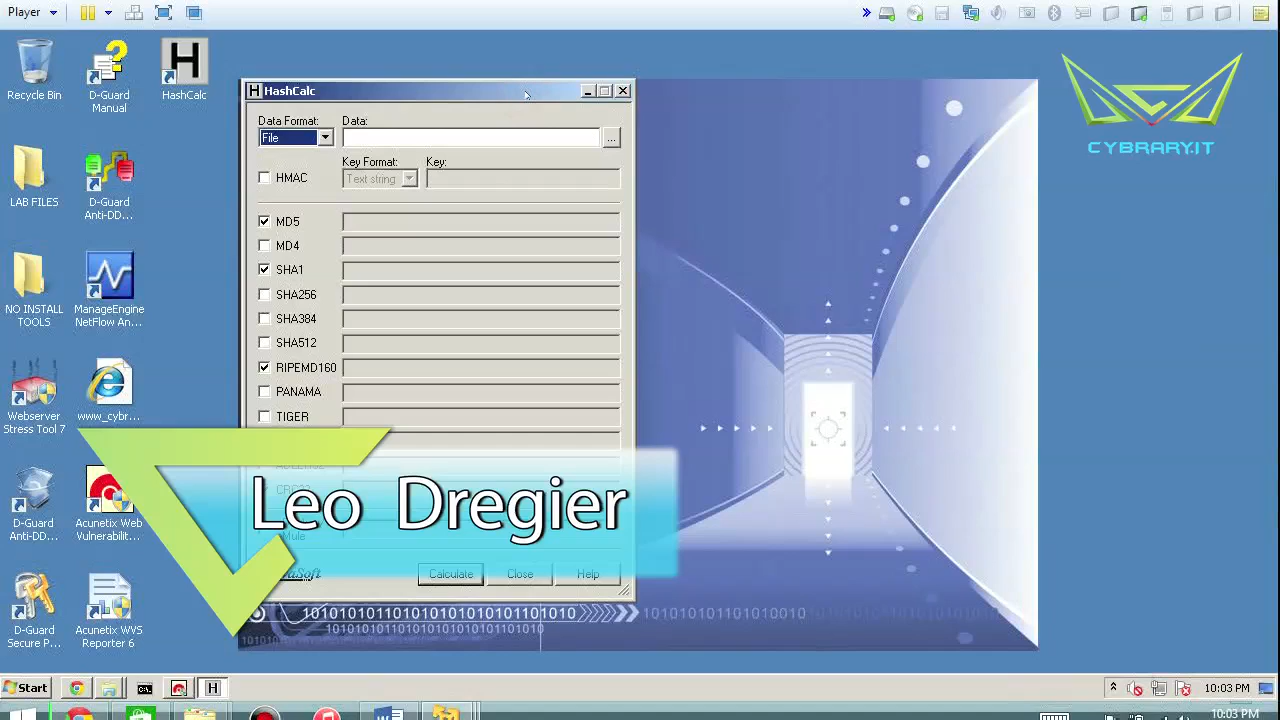 Player
Recycle Bin
D-Guard
Manual
HashCalc
LAB FILES
D-Guard
Anti-DD...
NO INSTALL
TOOLS
ManageEngine
NetFlow An...
Webserver
Stress Tool 7
www_cybr...
D-Guard
Anti-DD...
Acunetix Web
Vulnerabilit...
D-Guard
Secure P...
Acunetix WVS
Reporter 6
HashCalc
Data Format:
Data:
File
...
HMAC
Key Format:
Key:
Text string
MD5
MD4
SHA1
SHA256
SHA384
SHA512
RIPEMD160
PANAMA
TIGER
Leo Dregier
Calculate
Close
Help
CYBRARY.IT
Start
10:03 PM
10:03 PM